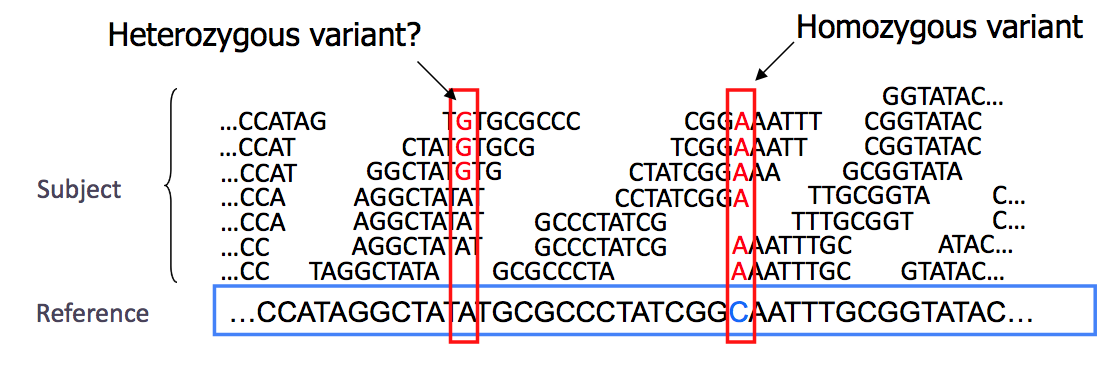 Heterozygous variant?
Homozygous variant
GGTATAC...
...CCATAG TGTGCGCCC CGGAAATTT CGGTATAC
...CCAT CTATGTGCG TCGGAAATT CGGTATAC
...CCAT GGCTATGTG CTATCGGAAA GCGGTATA
Subject
...CCA AGGCTATAT CCTATCGGA TTGCGGTA C...
...CCA AGGCTATAT GCCCTATCG TTTGCGGT C...
...CC AGGCTATAT GCCCTATCG AAATTTGC ATAC...
...CC TAGGCTATA GCGCCCTA AAATTTGC GTATAC...
Reference
...CCATAGGCTATATGCGCCCTATCGGCAATTTGCGGTATAC...